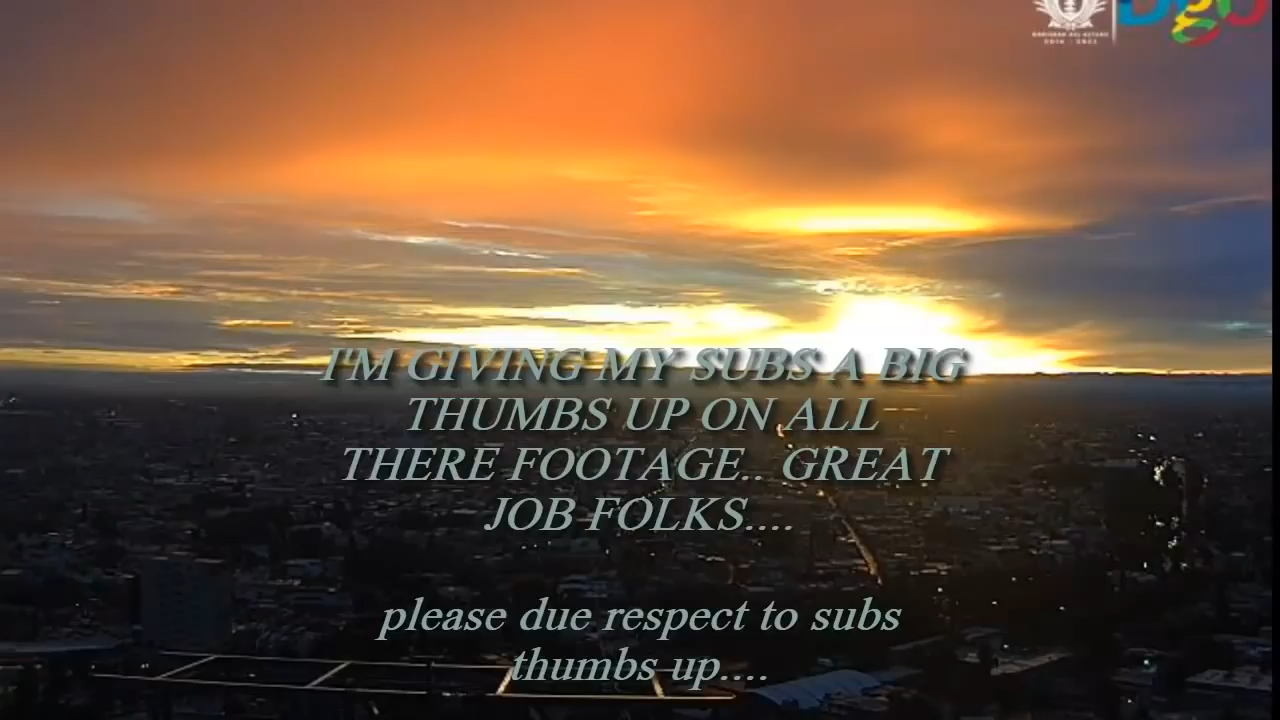 Dgo
I'M GIVING MY SUBS A BIG
THUMBS UP ON ALL
THERE FOOTAGE.. GREAT
JOB FOLKS....
please due respect to subs
thumbs up....